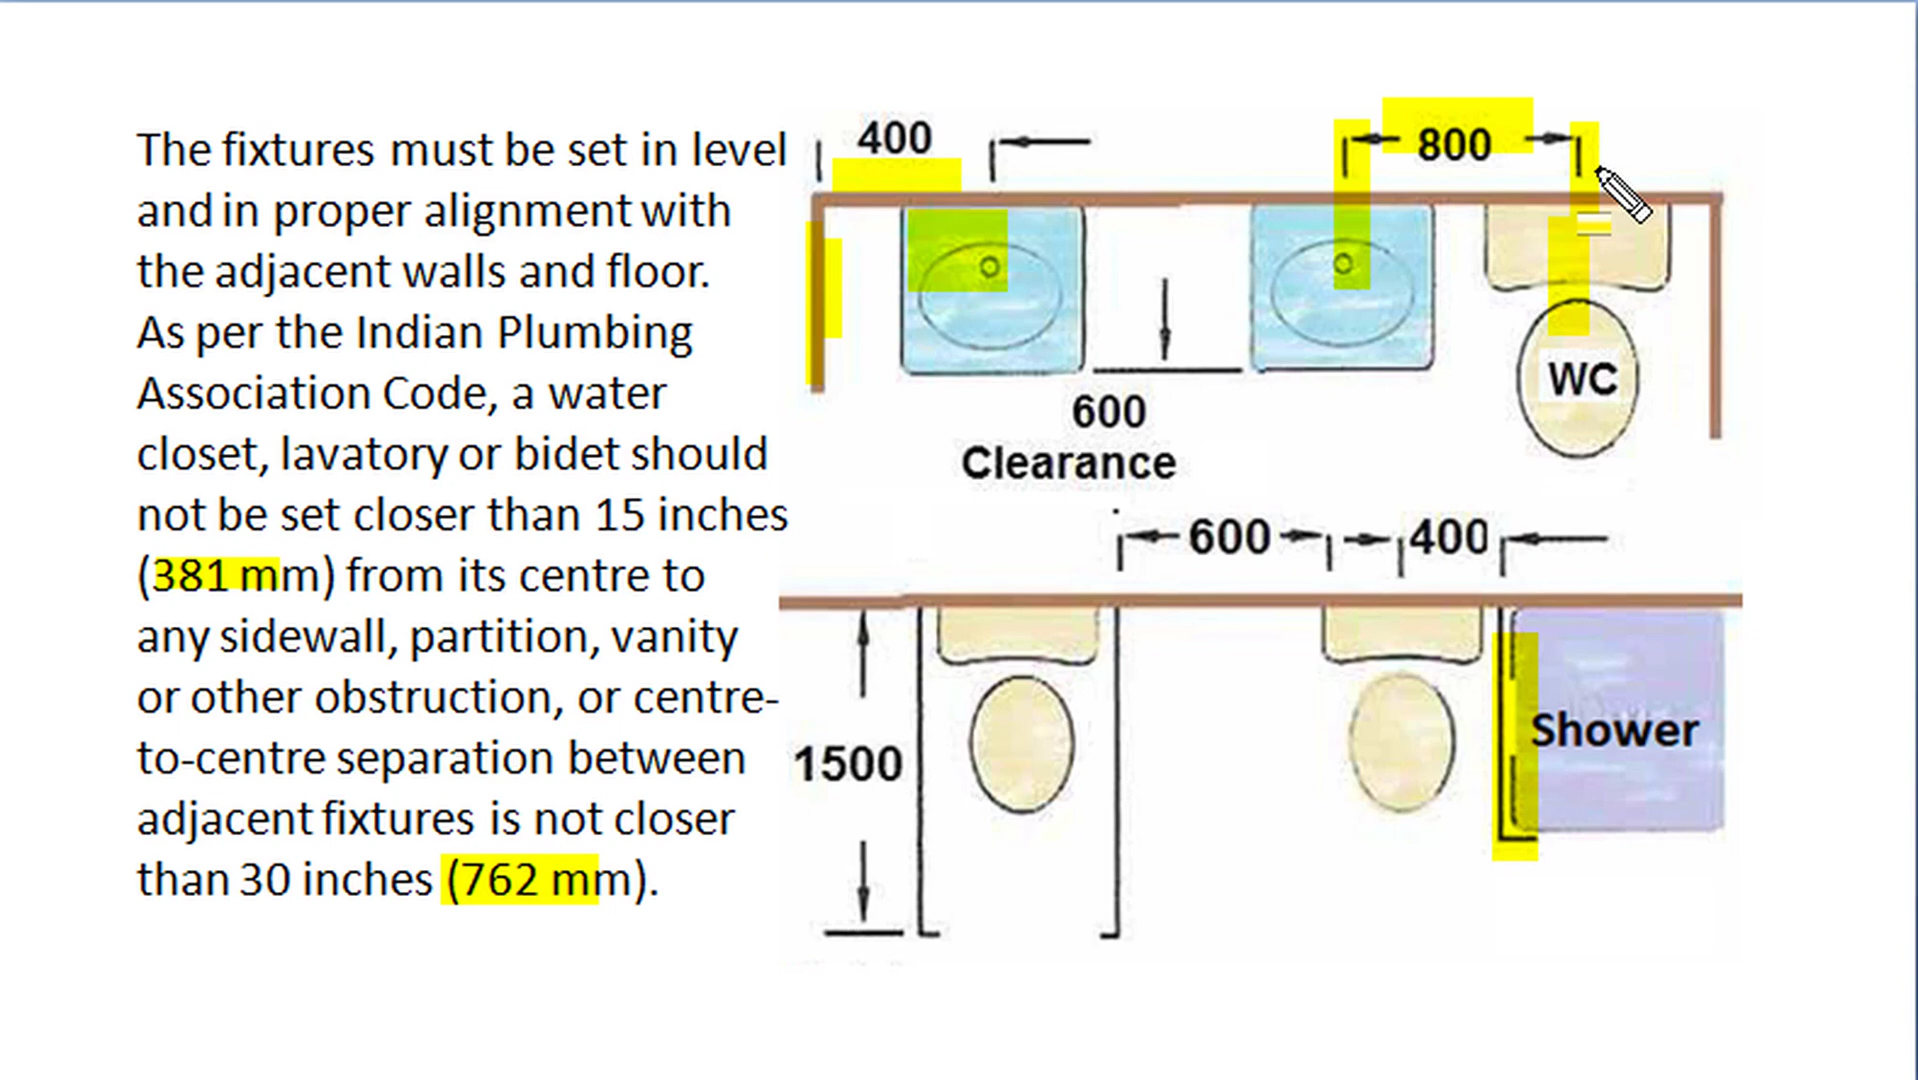 The fixtures must be set in level
and in proper alignment with
the adjacent walls and floor.
As per the Indian Plumbing
Association Code, a water
closet, lavatory or bidet should
not be set closer than 15 inches
(381 mm) from its centre to
any sidewall, partition, vanity
or other obstruction, or centre-
to-centre separation between
adjacent fixtures is not closer
than 30 inches (762 mm).
400
800
WC
600
Clearance
600
400
1500
Shower